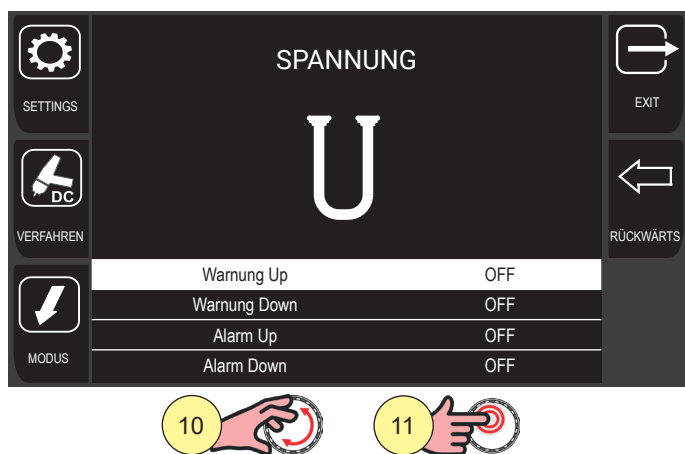 SPANNUNG
U
SETTINGS
DC
VERFAHREN
MODUS
EXIT
RÜCKWÄRTS
Warnung Up OFF
Warnung Down OFF
Alarm Up OFF
Alarm Down OFF
10
11